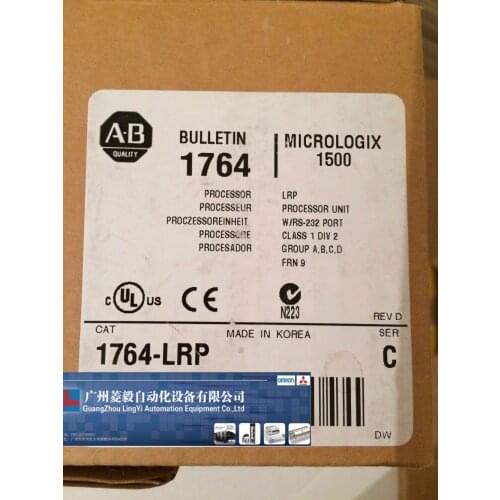 A·B
QUALITY
BULLETIN
1764
MICROLOGIX
1500
PROCESSOR
PROCESSEUR
PROCZESSOREINHEIT
PROCESSORE
PROCESADOR
LRP
PROCESSOR UNIT
W/RS-232 PORT
CLASS 1 DIV 2
GROUP A,B,C,D
FRN 9
C UL US
CE
N223
REV D
CAT
MADE IN KOREA
SER
1764-LRP
C
广州菱毅自动化设备有限公司
GuangZhou LingYi Automation Equipment Co.,Ltd
OMRON
DW